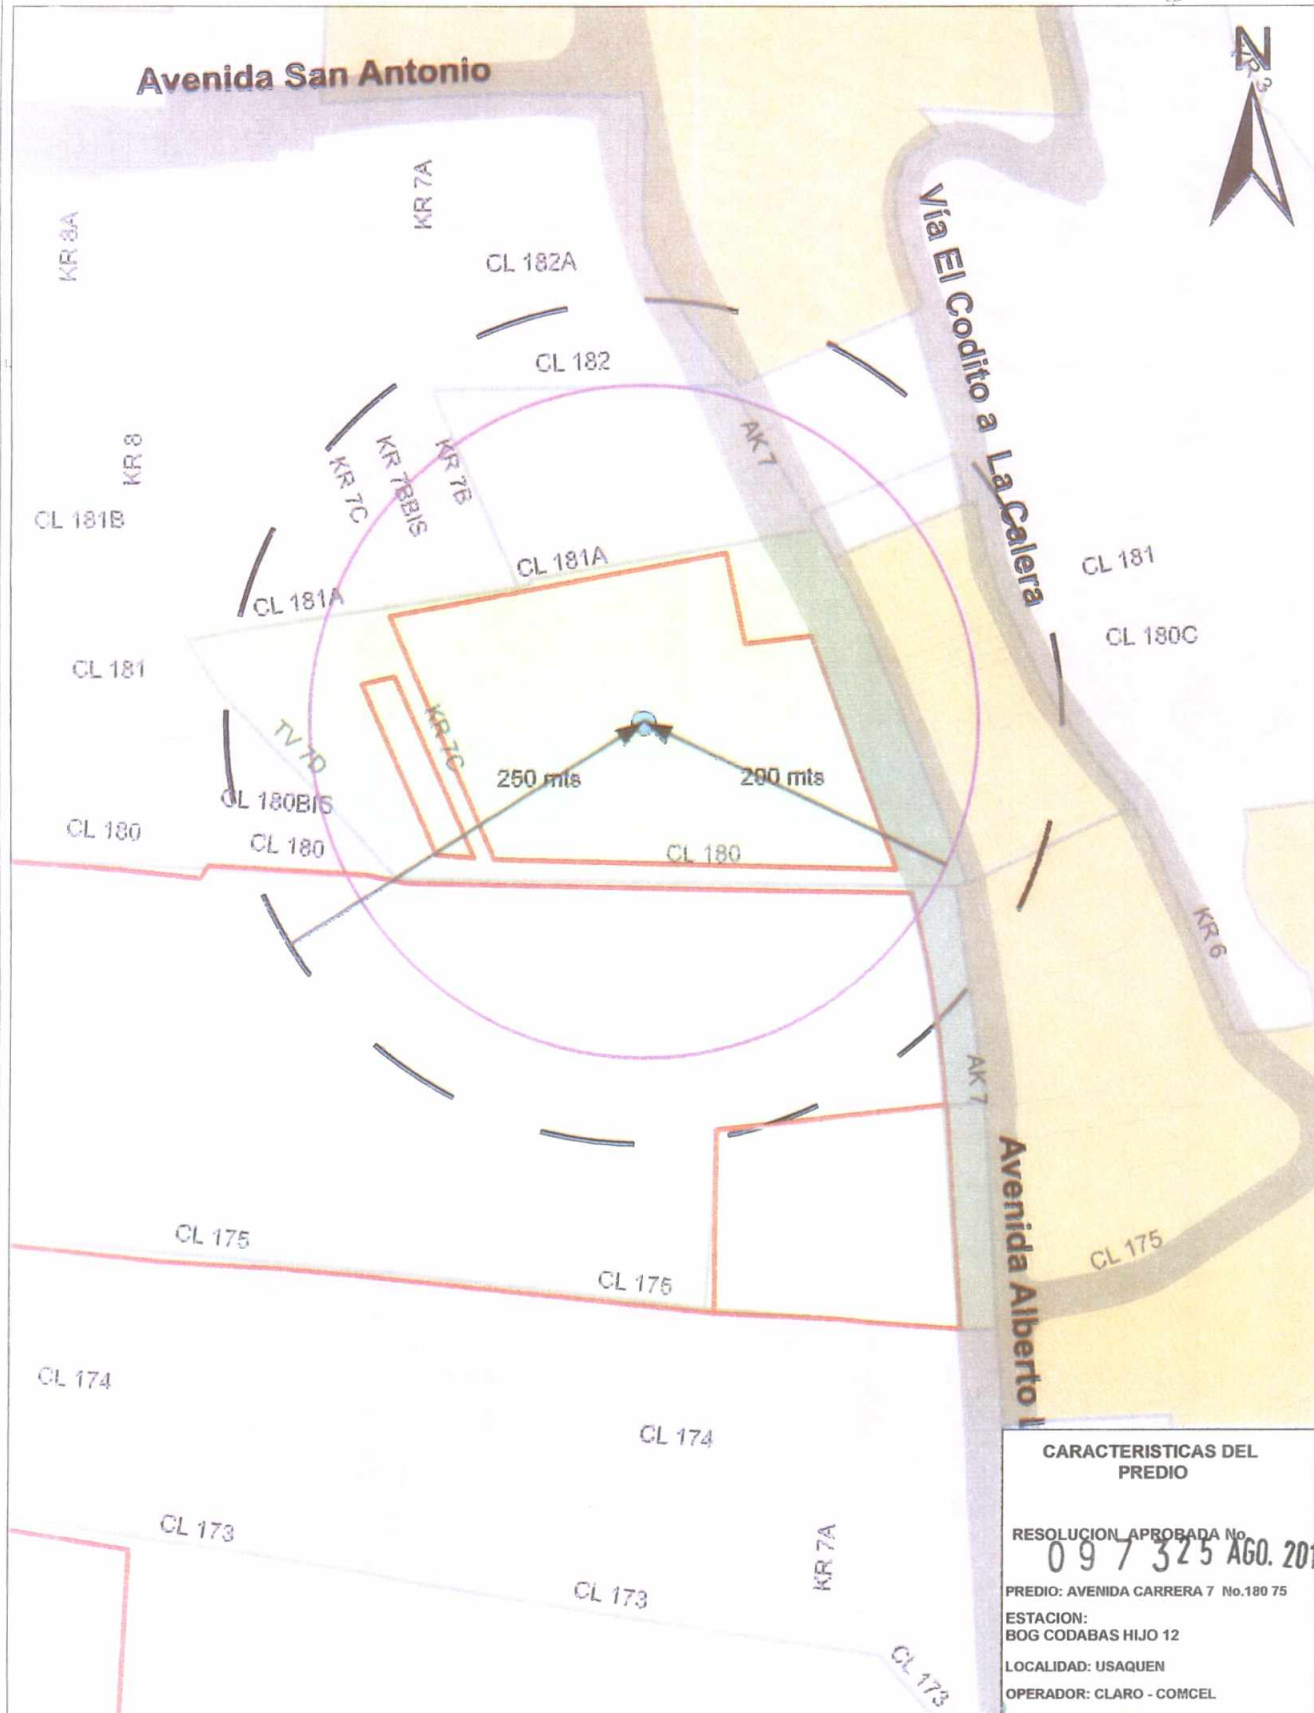 Avenida San Antonio
N
KR 3
KR 7A
KR 8A
CL 182A
Vía El Codito a La Calera
CL 182
AK 7
KR 8
KR 7C
KR 7BBIS
KR 7B
CL 181B
CL 181A
CL 181
CL 181A
CL 180C
CL 181
KR 7C
TV 7D
250 mts
200 mts
CL 180BIS
CL 180
CL 180
CL 180
KR 6
AK 7
Avenida Alberto
CL 175
CL 175
CL 175
CL 174
CL 174
CL 173
KR 7A
CL 173
CL 173
CARACTERISTICAS DEL
PREDIO
RESOLUCION APROBADA No.
0973 25 AGO. 201
PREDIO: AVENIDA CARRERA 7 No.180 75
ESTACION:
BOG CODABAS HIJO 12
LOCALIDAD: USAQUEN
OPERADOR: CLARO - COMCEL